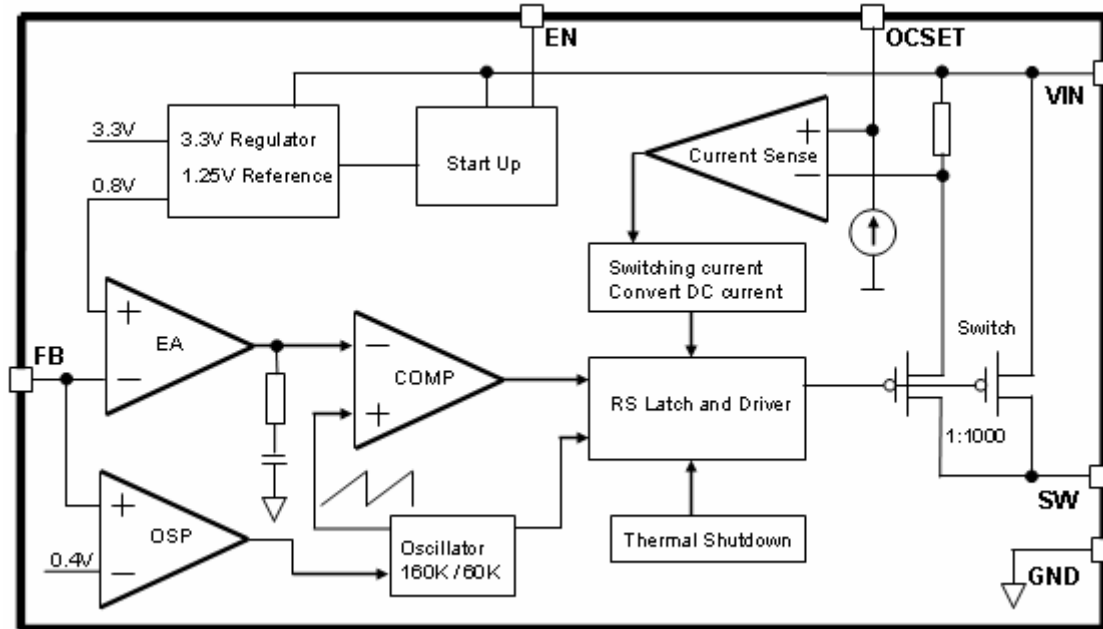 EN
OCSET
VIN
3.3V
3.3V Regulator
1.25V Reference
0.8V
Start Up
+
Current Sense
−
Switching current
Convert DC current
+
EA
−
FB
−
COMP
+
RS Latch and Driver
Switch
1:1000
SW
+
OSP
0.4V
−
Oscillator
160K / 60K
Thermal Shutdown
GND